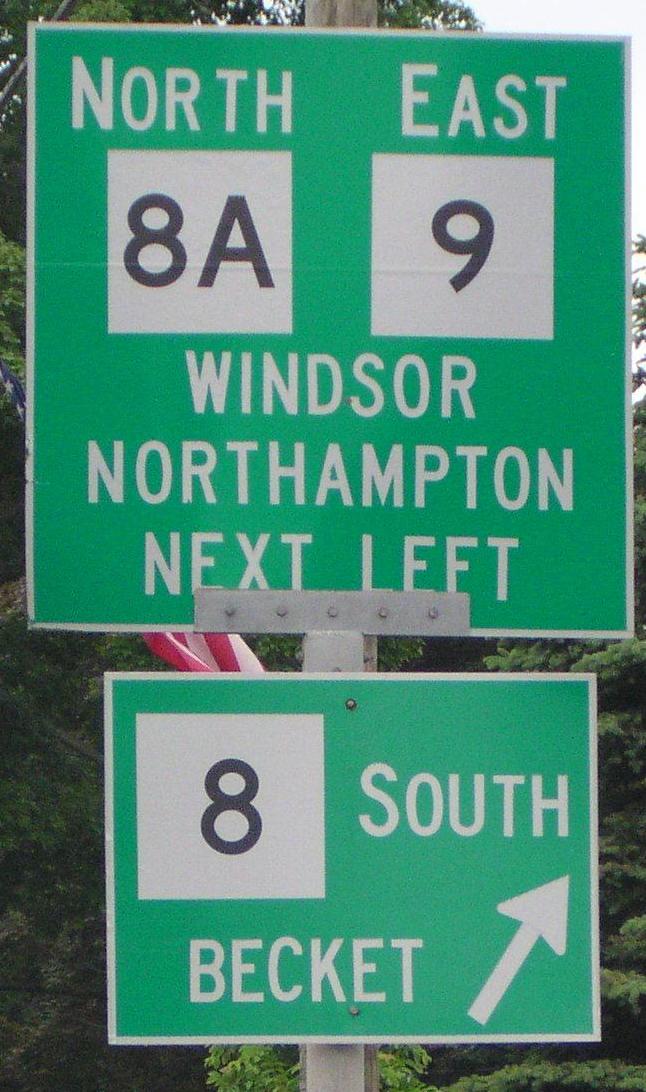 NORTH EAST
8A 9
WINDSOR
NORTHAMPTON
NEXT LEFT
8 SOUTH
BECKET